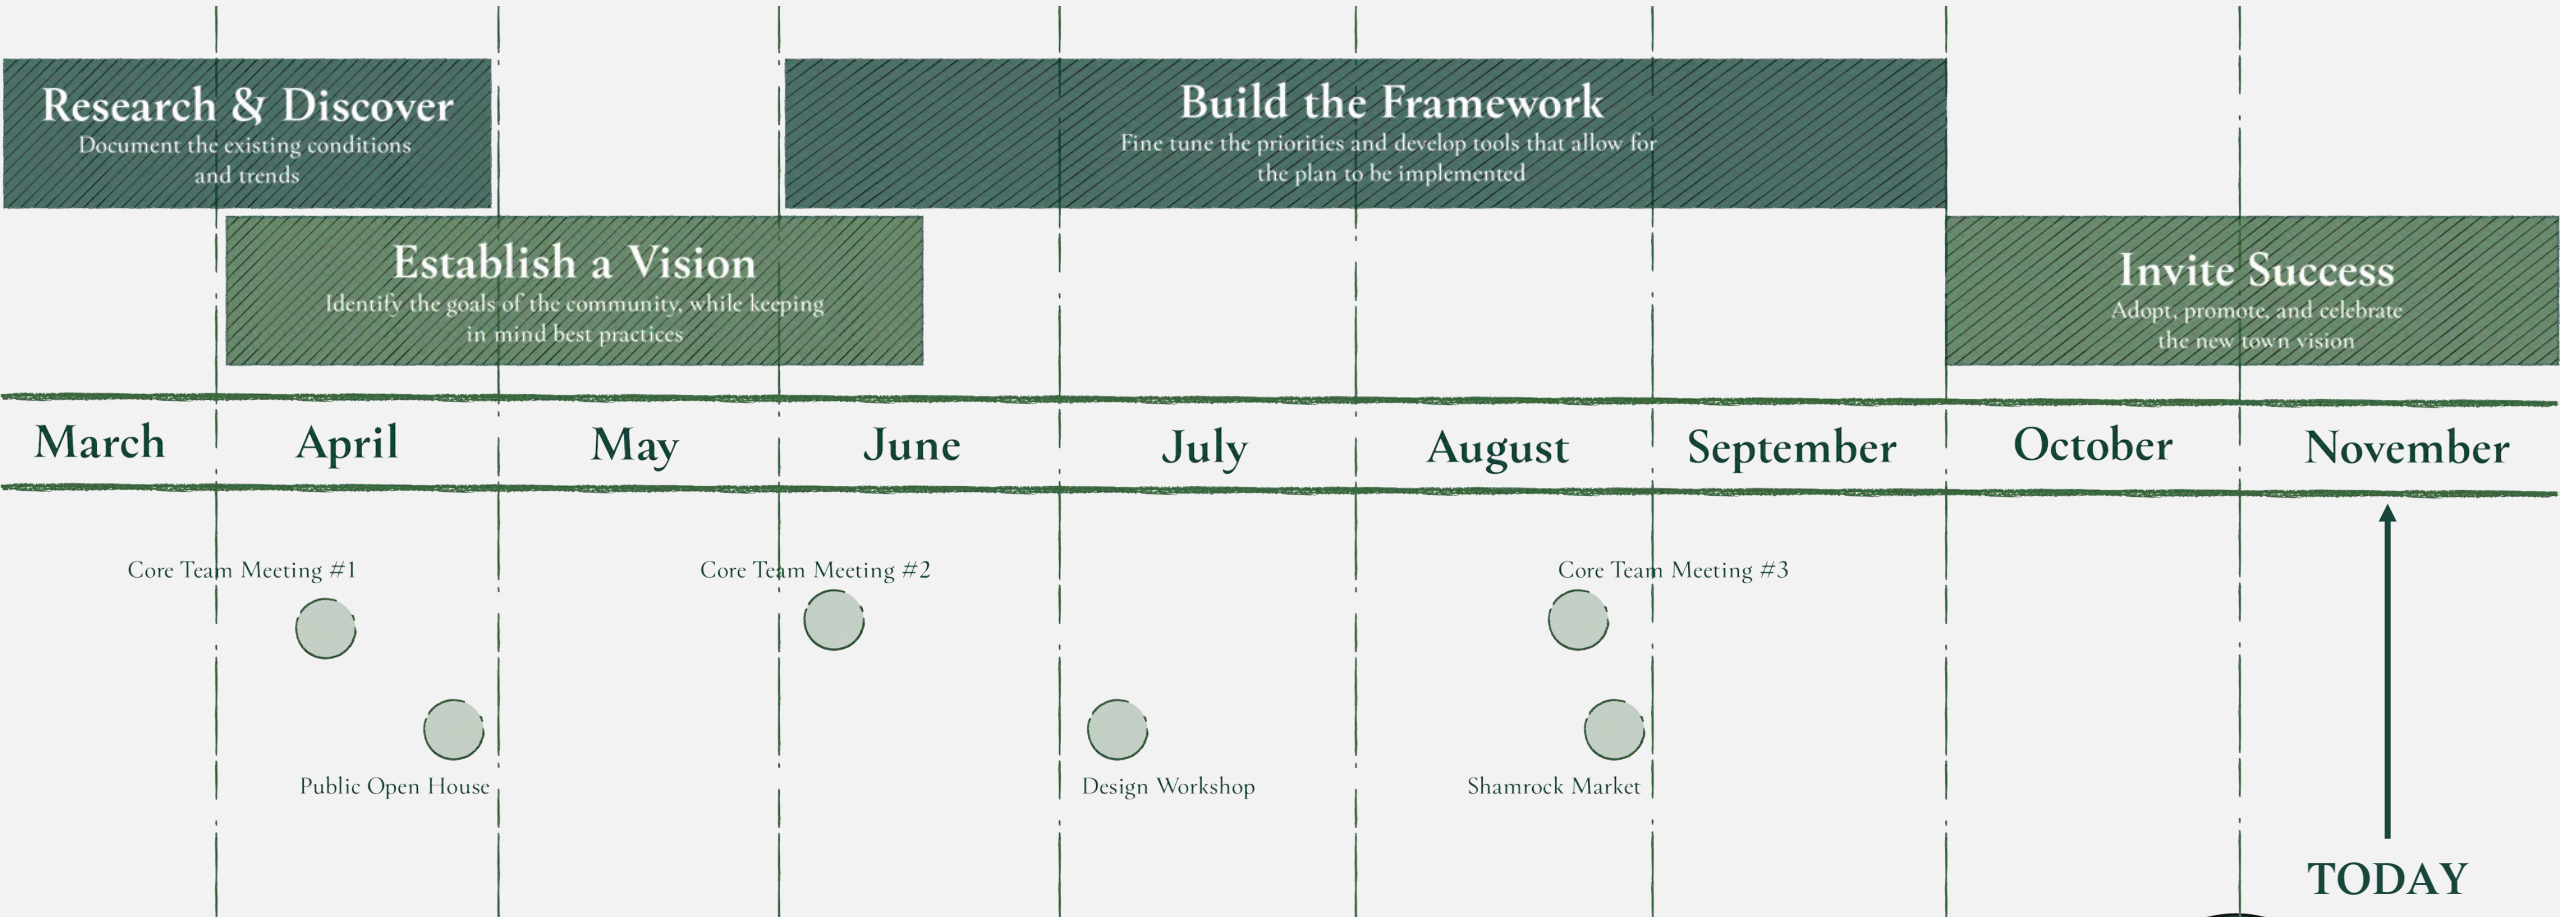 Research & Discover
Document the existing conditions
and trends
Build the Framework
Fine tune the priorities and develop tools that allow for
the plan to be implemented
Establish a Vision
Identify the goals of the community, while keeping
in mind best practices
Invite Success
Adopt, promote, and celebrate
the new town vision
March
April
May
June
July
August
September
October
November
Core Team Meeting #1
Core Team Meeting #2
Core Team Meeting #3
Public Open House
Design Workshop
Shamrock Market
TODAY